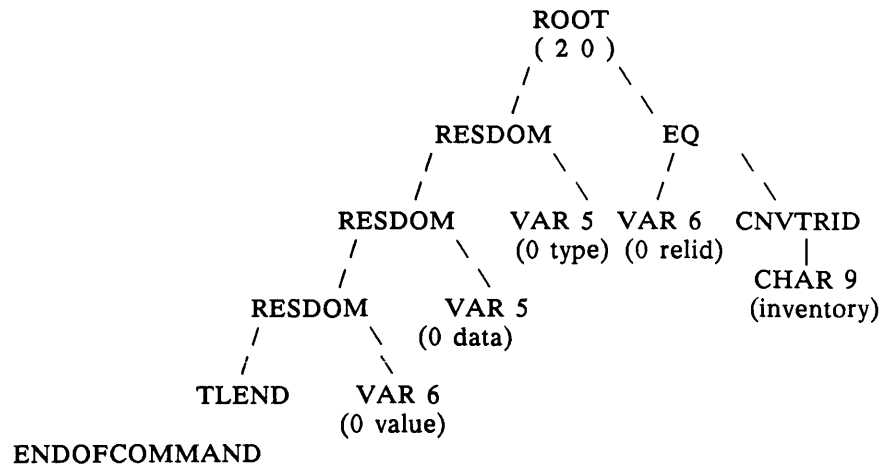 ROOT
( 2 0 )
RESDOM EQ
RESDOM VAR 5 VAR 6 CNVTRID
(0 type) (0 relid)
CHAR 9
RESDOM VAR 5 (inventory)
(0 data)
TLEND VAR 6
(0 value)
ENDOFCOMMAND